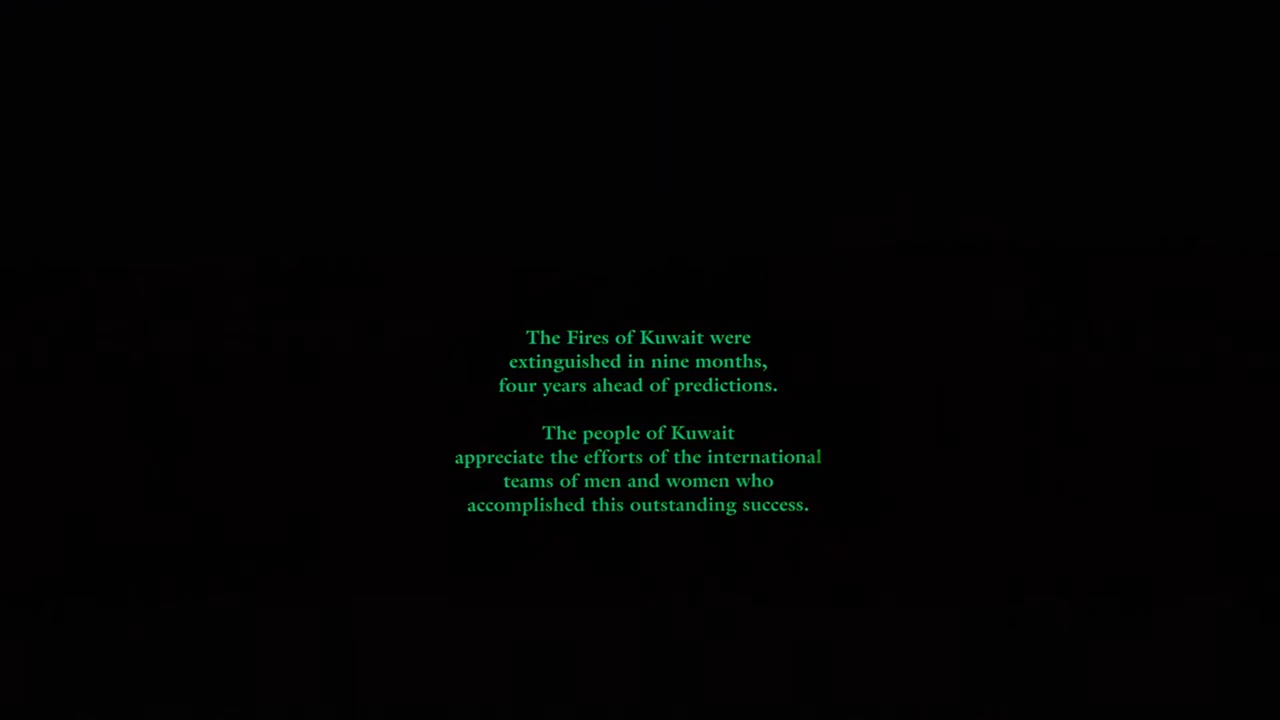 The Fires of Kuwait were
extinguished in nine months,
four years ahead of predictions.
The people of Kuwait
appreciate the efforts of the international
teams of men and women who
accomplished this outstanding success.